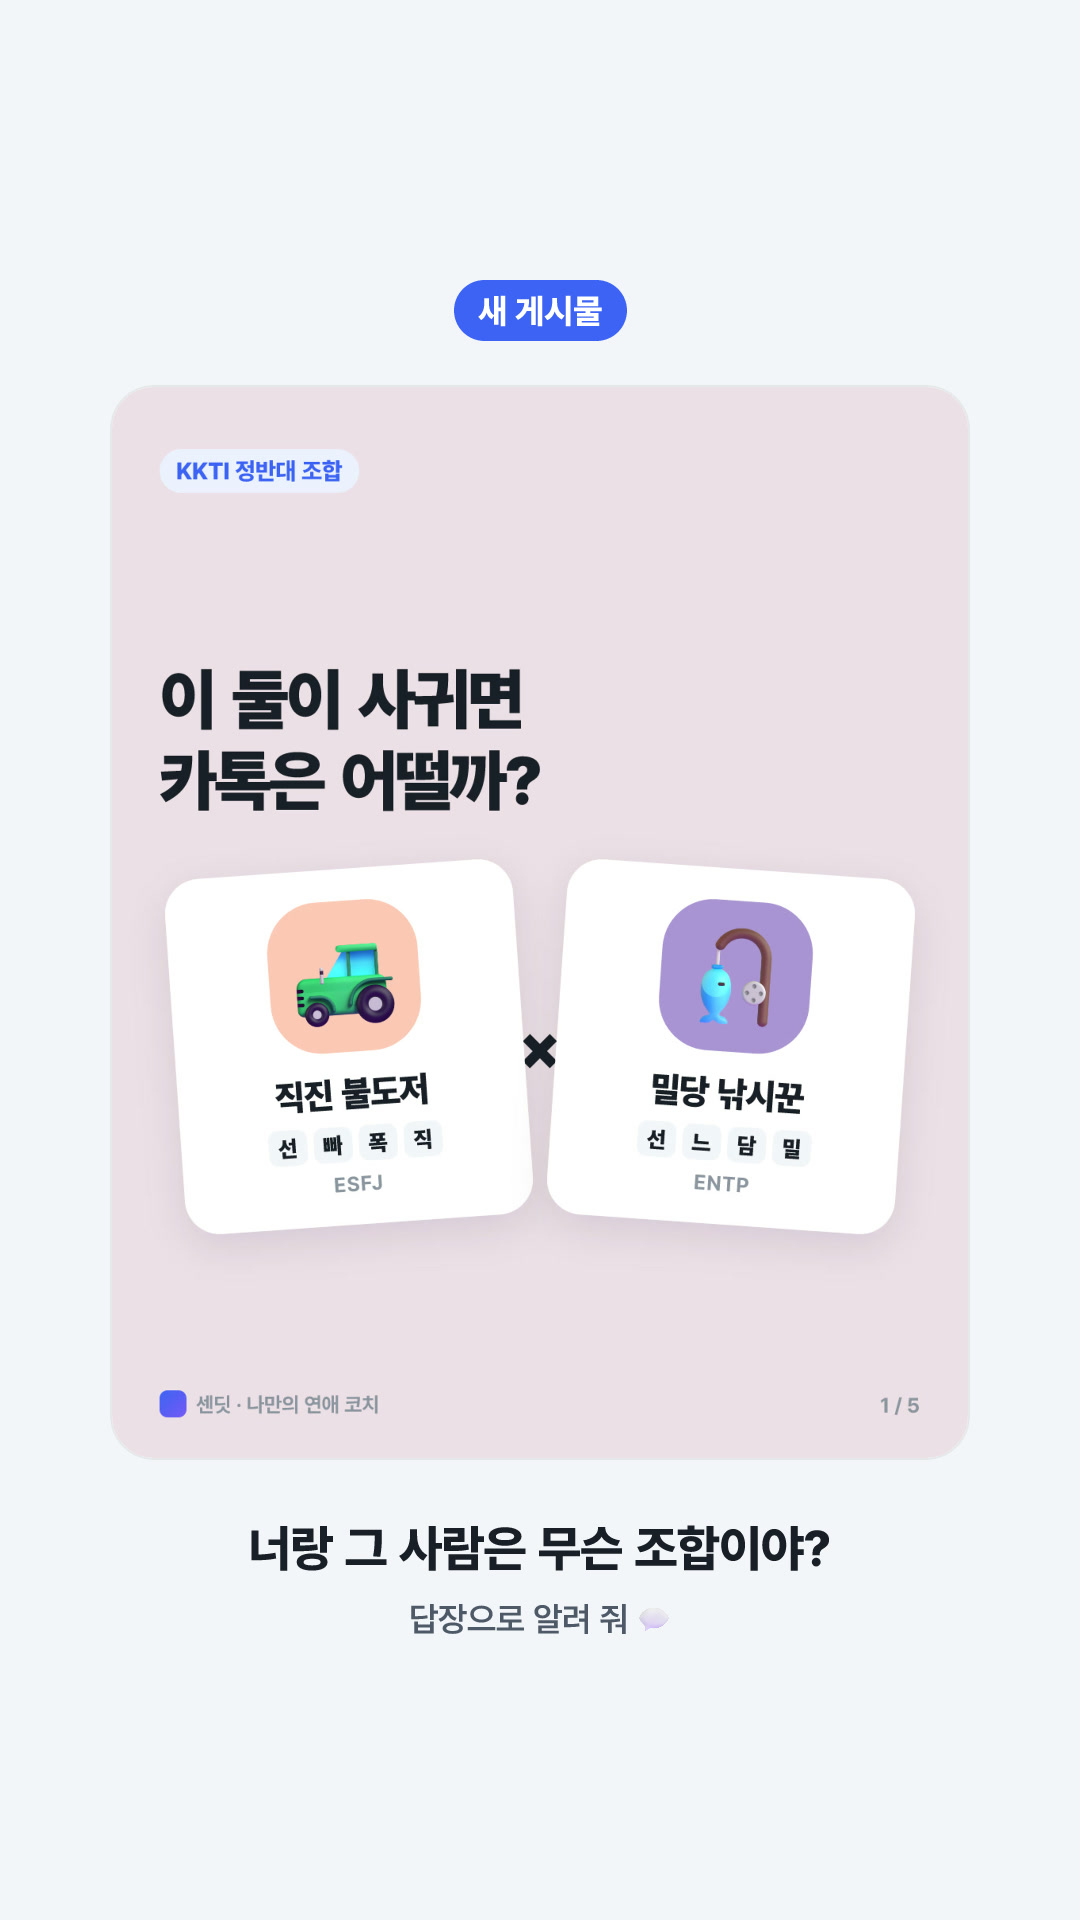 새 게시물
KKTI 정반대 조합
이 둘이 사귀면
카톡은 어떨까?
직진 불도저
선 빠 폭 직
ESFJ
×
밀당 낚시꾼
선 느 담 밀
ENTP
센딧 · 나만의 연애 코치
1 / 5
너랑 그 사람은 무슨 조합이야?
답장으로 알려 줘